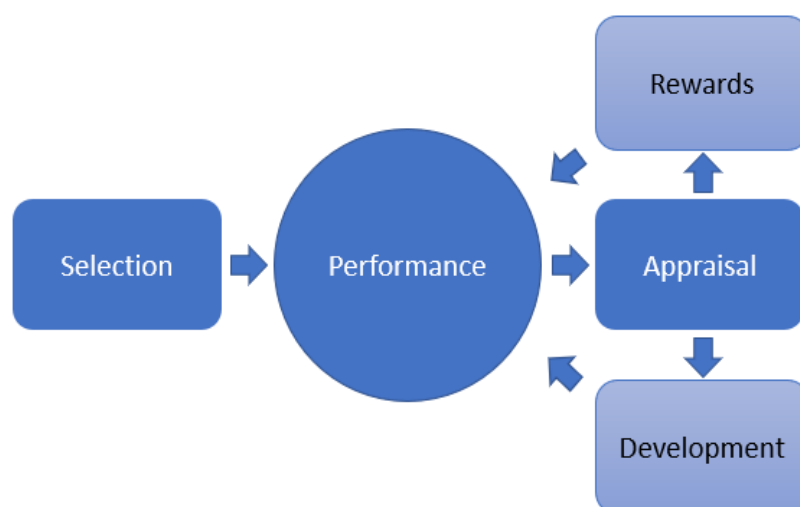 Rewards
Selection
Performance
Appraisal
Development